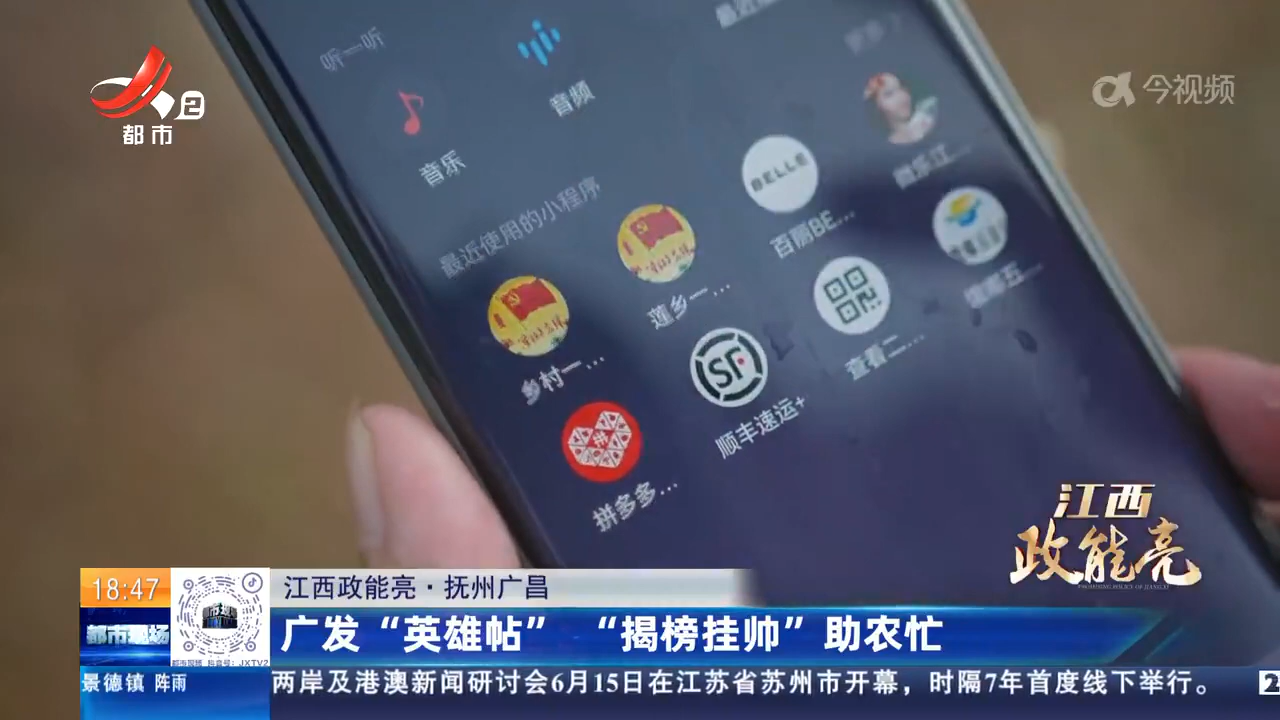 听一听
音乐
音频
最近使用的小程序
乡村一...
莲乡一...
BELLE
百丽BE...
拼
拼多多...
SF
顺丰速运+
查看二...
2
都市
今视频
江西
政能亮
18:47
都市现场
江西政能亮·抚州广昌
广发“英雄帖” “揭榜挂帅”助农忙
景德镇 阵雨
两岸及港澳新闻研讨会6月15日在江苏省苏州市开幕，时隔7年首度线下举行。